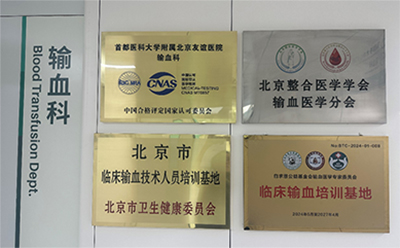 输血科
Blood Transfusion Dept.
首都医科大学附属北京友谊医院
输血科
CNAS
中国合格评定国家认可委员会
北京整合医学学会
输血医学分会
北京市
临床输血技术人员培训基地
北京市卫生健康委员会
临床输血培训基地